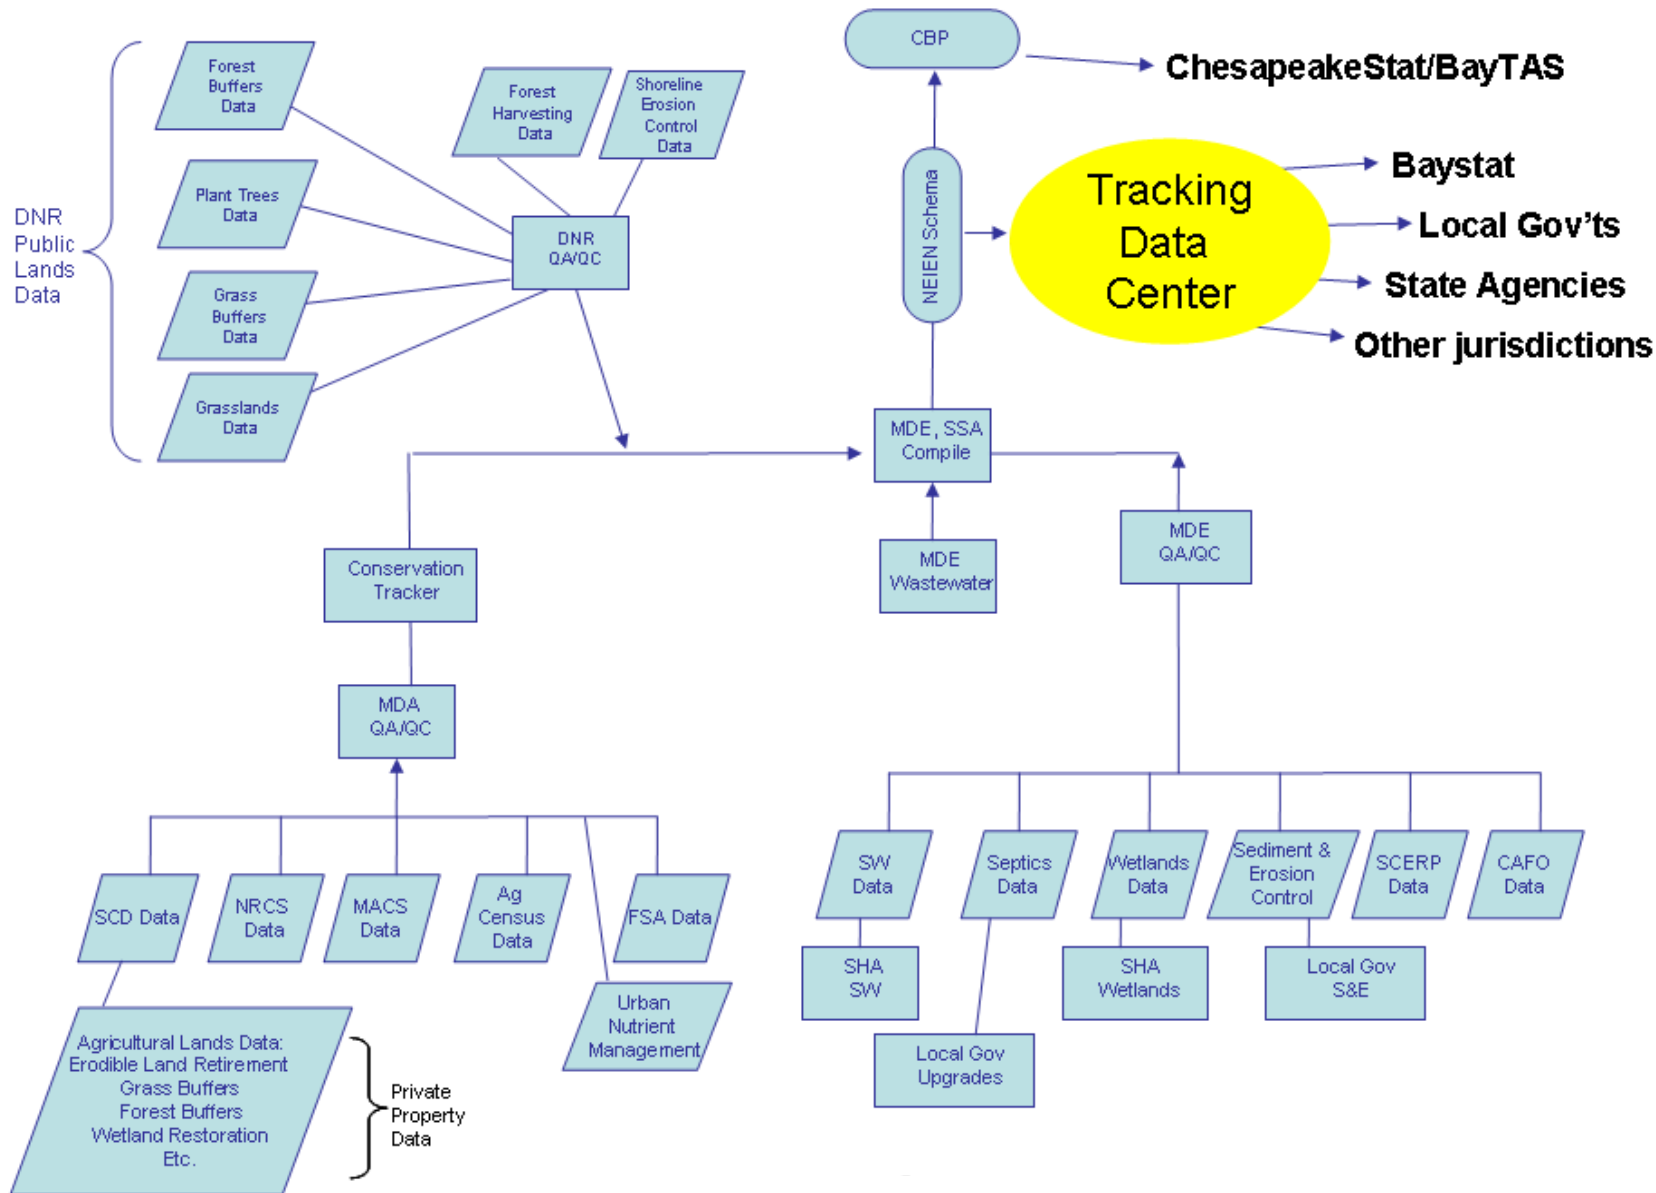 CBP
ChesapeakeStat/BayTAS
Forest
Buffers
Data
Forest
Harvesting
Data
Shoreline
Erosion
Control
Data
Plant Trees
Data
DNR
Public
Lands
Data
DNR
QA/QC
Grass
Buffers
Data
Grasslands
Data
NEIEN Schema
Tracking
Data
Center
Baystat
Local Gov'ts
State Agencies
Other jurisdictions
MDE, SSA
Compile
Conservation
Tracker
MDE
Wastewater
MDE
QA/QC
MDA
QA/QC
SCD Data
NRCS
Data
MACS
Data
Ag
Census
Data
FSA Data
Urban
Nutrient
Management
Agricultural Lands Data:
Erodible Land Retirement
Grass Buffers
Forest Buffers
Wetland Restoration
Etc.
Private
Property
Data
SW
Data
Septics
Data
Wetlands
Data
Sediment &
Erosion
Control
SCERP
Data
CAFO
Data
SHA
SW
SHA
Wetlands
Local Gov
S&E
Local Gov
Upgrades